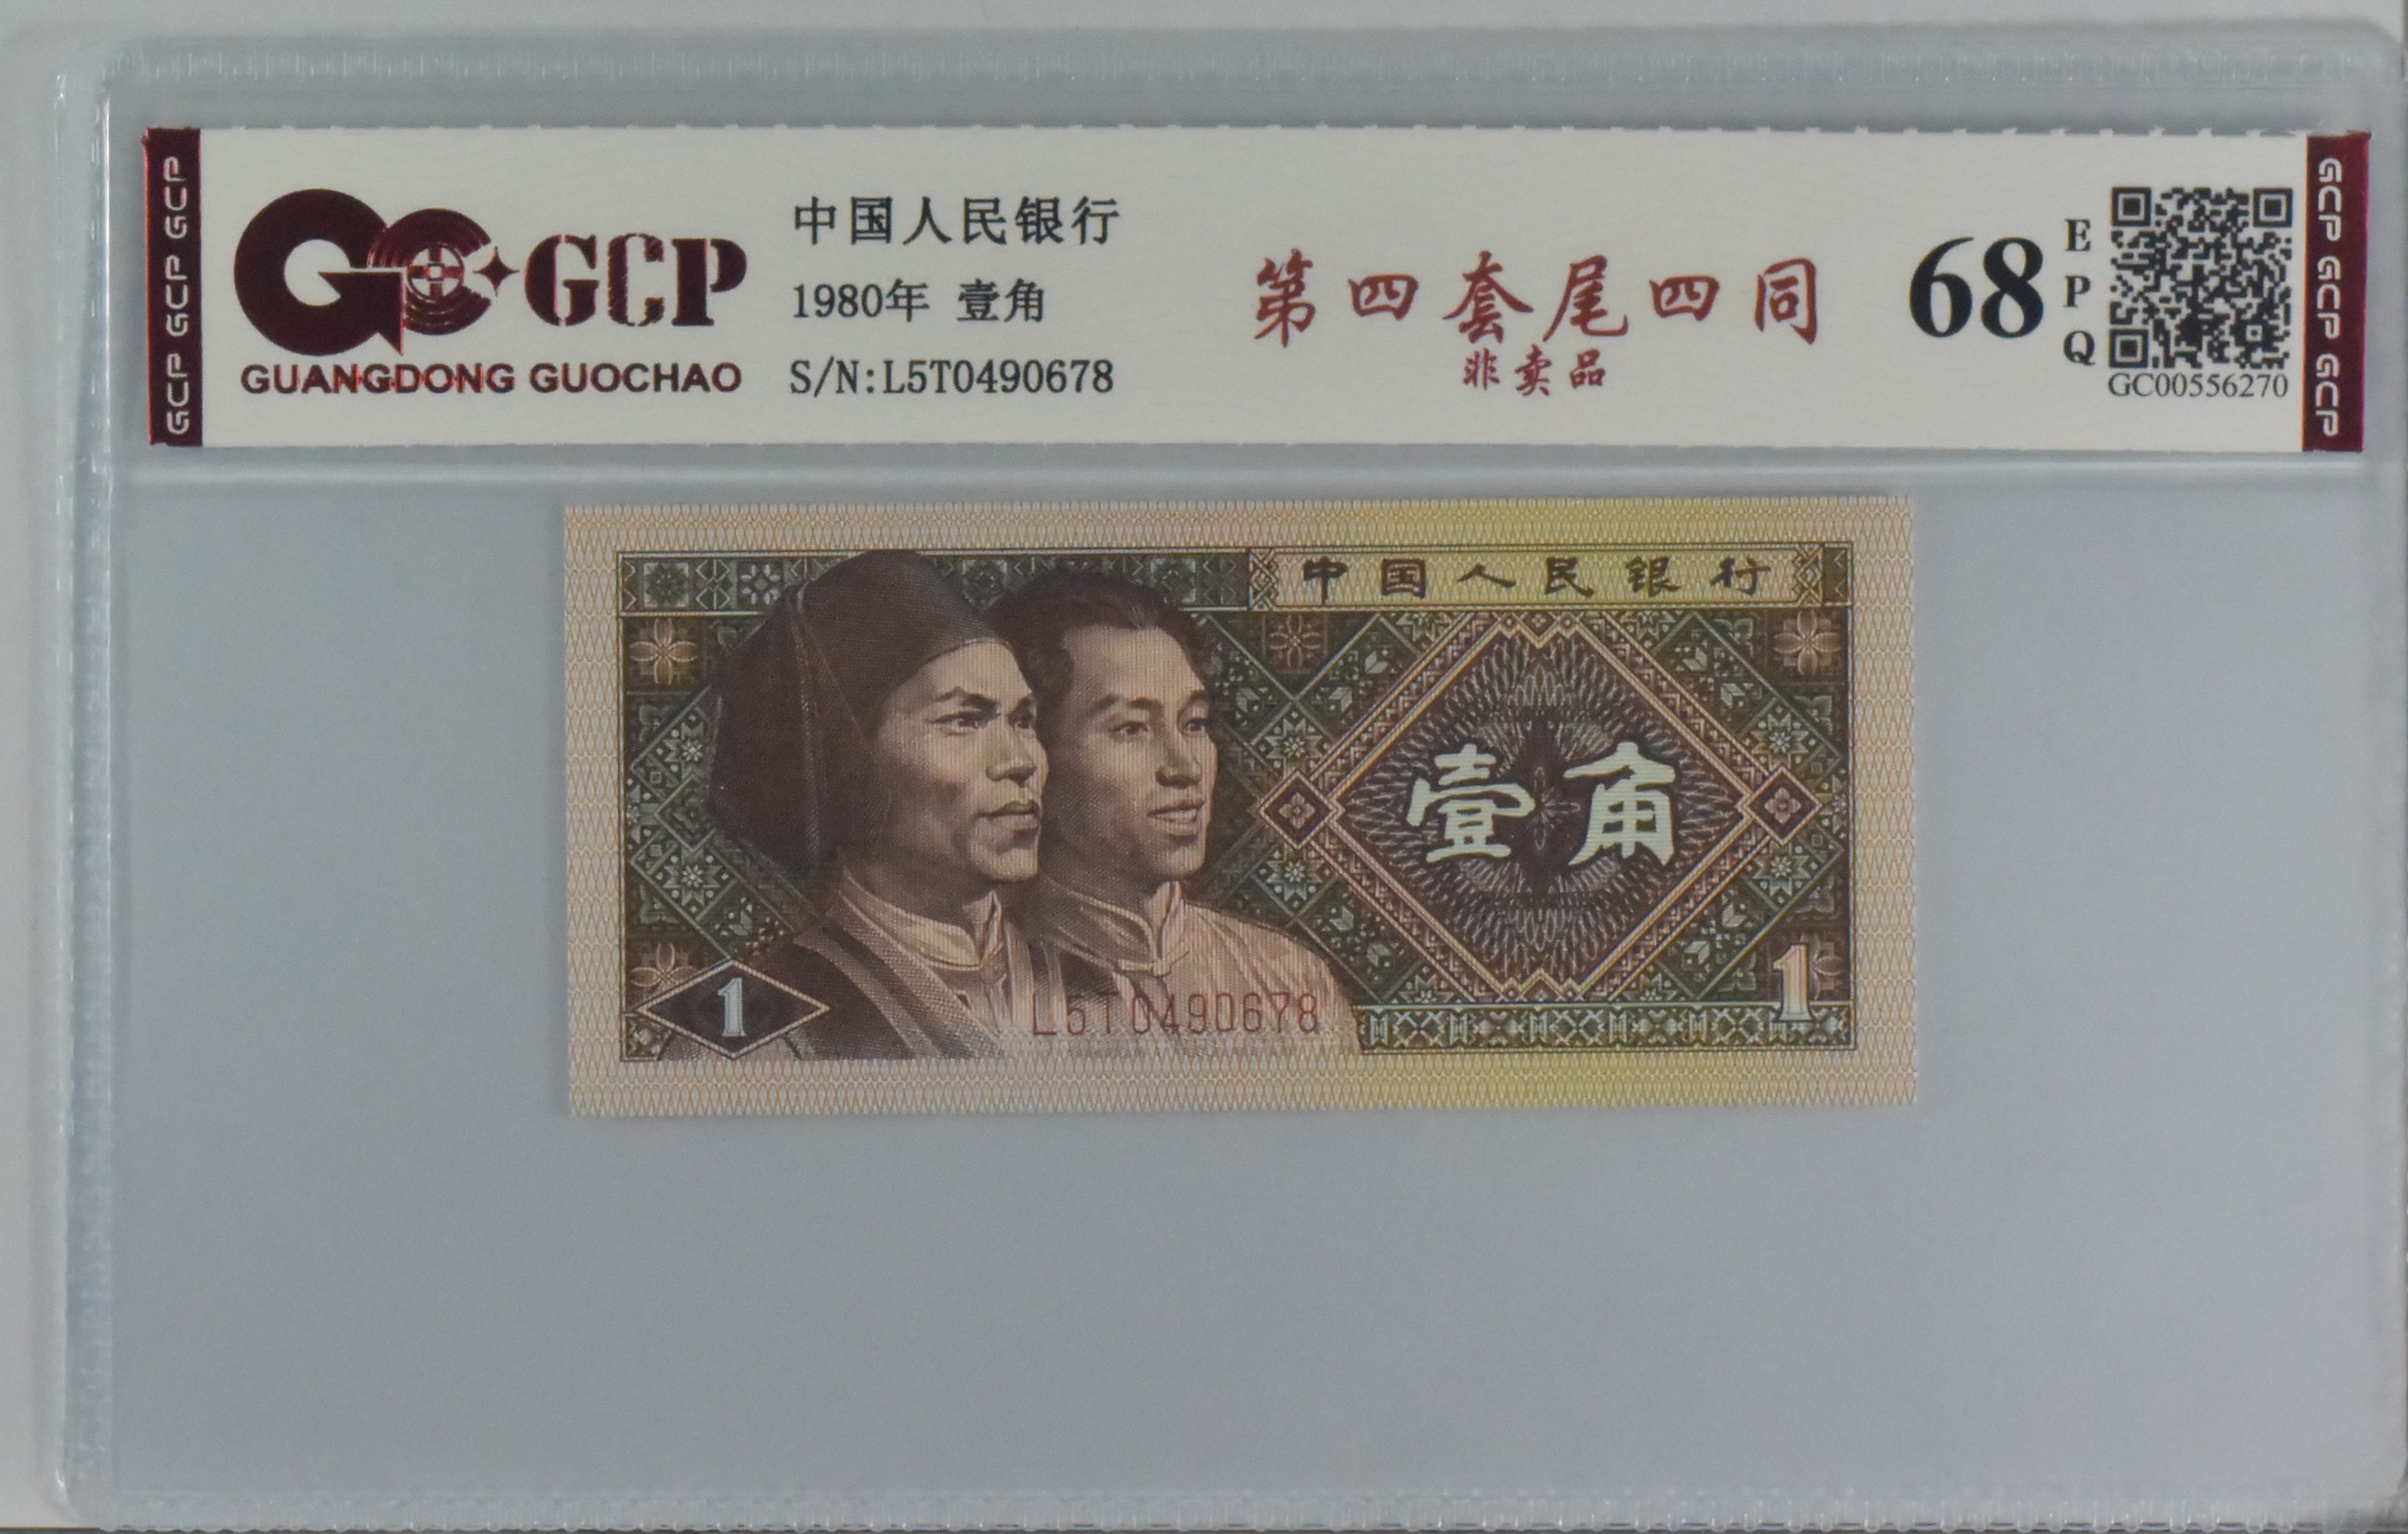 GCP GCP GCP
GCP
GUANGDONG GUOCHAO
中国人民银行
1980年 壹角
S/N:L5T0490678
第四套尾四同
非卖品
68
EPQ
GC00556270
GCP GCP GCP
中国人民银行
壹角
1
L5T0490678
1